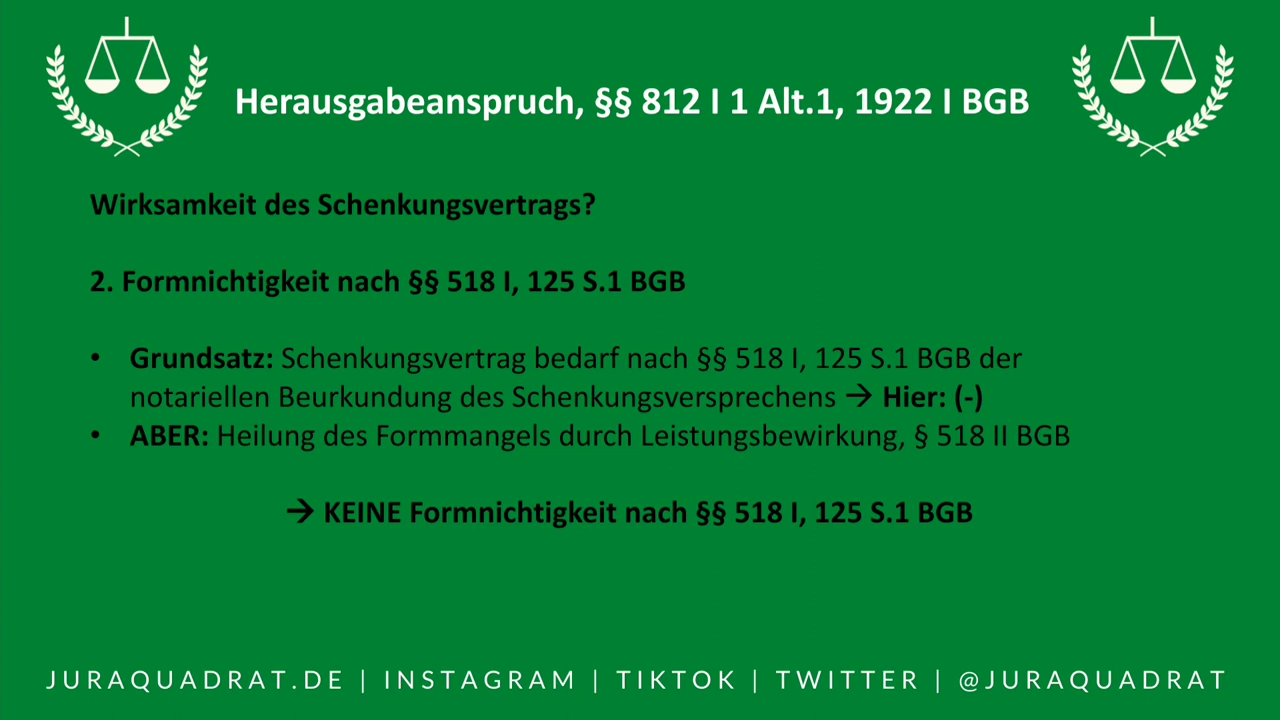 Herausgabeanspruch, §§ 812 I 1 Alt.1, 1922 I BGB
Wirksamkeit des Schenkungsvertrags?
2. Formnichtigkeit nach §§ 518 I, 125 S.1 BGB
• Grundsatz: Schenkungsvertrag bedarf nach §§ 518 I, 125 S.1 BGB der
notariellen Beurkundung des Schenkungsversprechens → Hier: (-)
• ABER: Heilung des Formmangels durch Leistungsbewirkung, § 518 II BGB
→ KEINE Formnichtigkeit nach §§ 518 I, 125 S.1 BGB
JURAQUADRAT.DE | INSTAGRAM | TIKTOK | TWITTER | @JURAQUADRAT